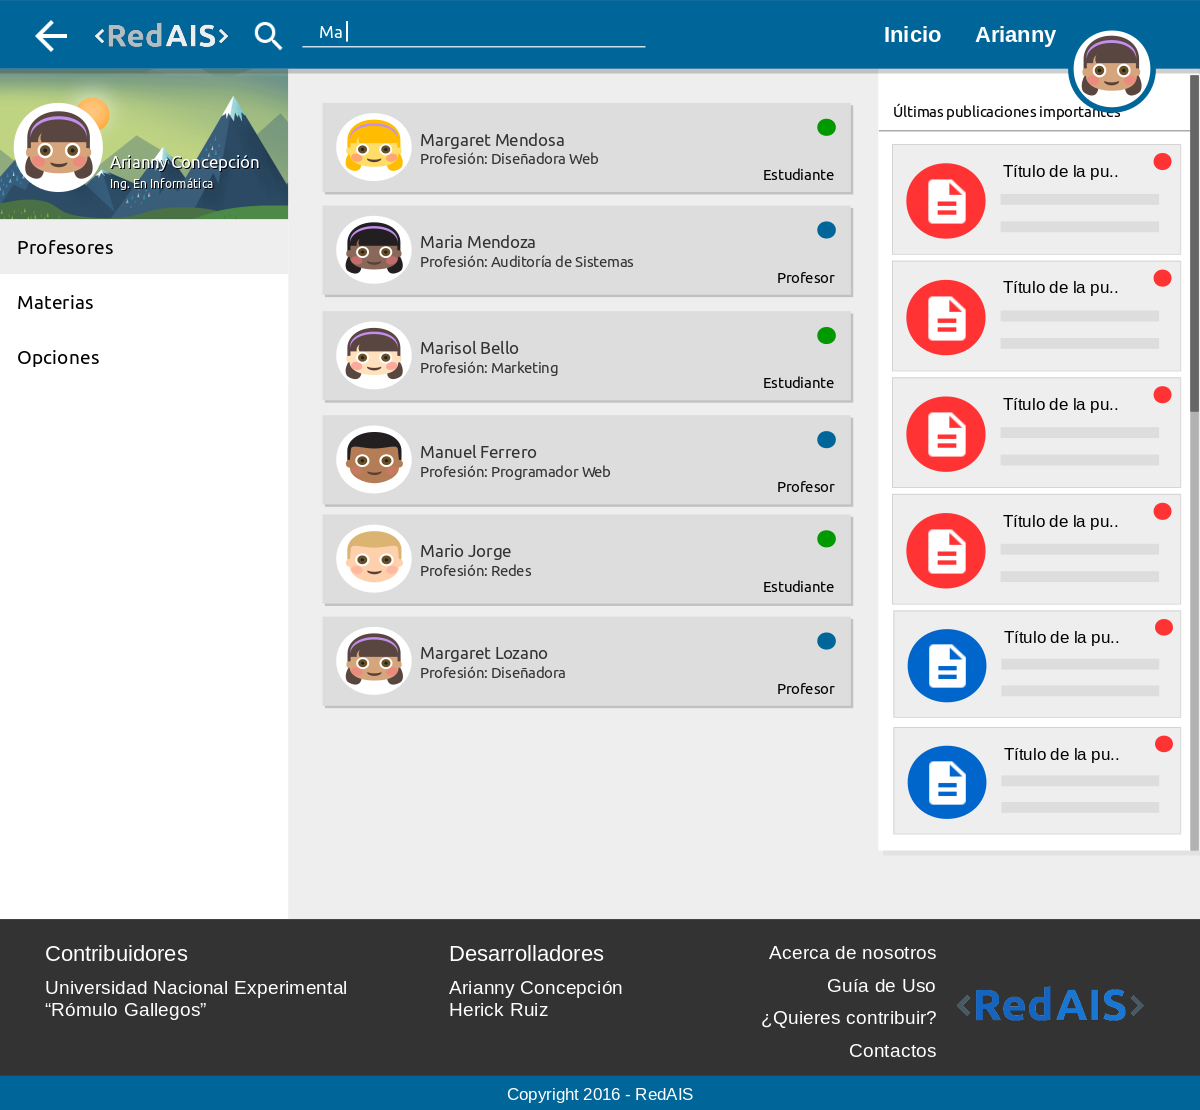 <RedAIS>
Ma
Inicio
Arianny
Arianny Concepción
Ing. En Informática
Profesores
Materias
Opciones
Margaret Mendosa
Profesión: Diseñadora Web
Estudiante
Maria Mendoza
Profesión: Auditoría de Sistemas
Profesor
Marisol Bello
Profesión: Marketing
Estudiante
Manuel Ferrero
Profesión: Programador Web
Profesor
Mario Jorge
Profesión: Redes
Estudiante
Margaret Lozano
Profesión: Diseñadora
Profesor
Últimas publicaciones importantes
Título de la pu..
Título de la pu..
Título de la pu..
Título de la pu..
Título de la pu..
Título de la pu..
Contribuidores
Universidad Nacional Experimental
“Rómulo Gallegos”
Desarrolladores
Arianny Concepción
Herick Ruiz
Acerca de nosotros
Guía de Uso
¿Quieres contribuir?
Contactos
<RedAIS>
Copyright 2016 - RedAIS